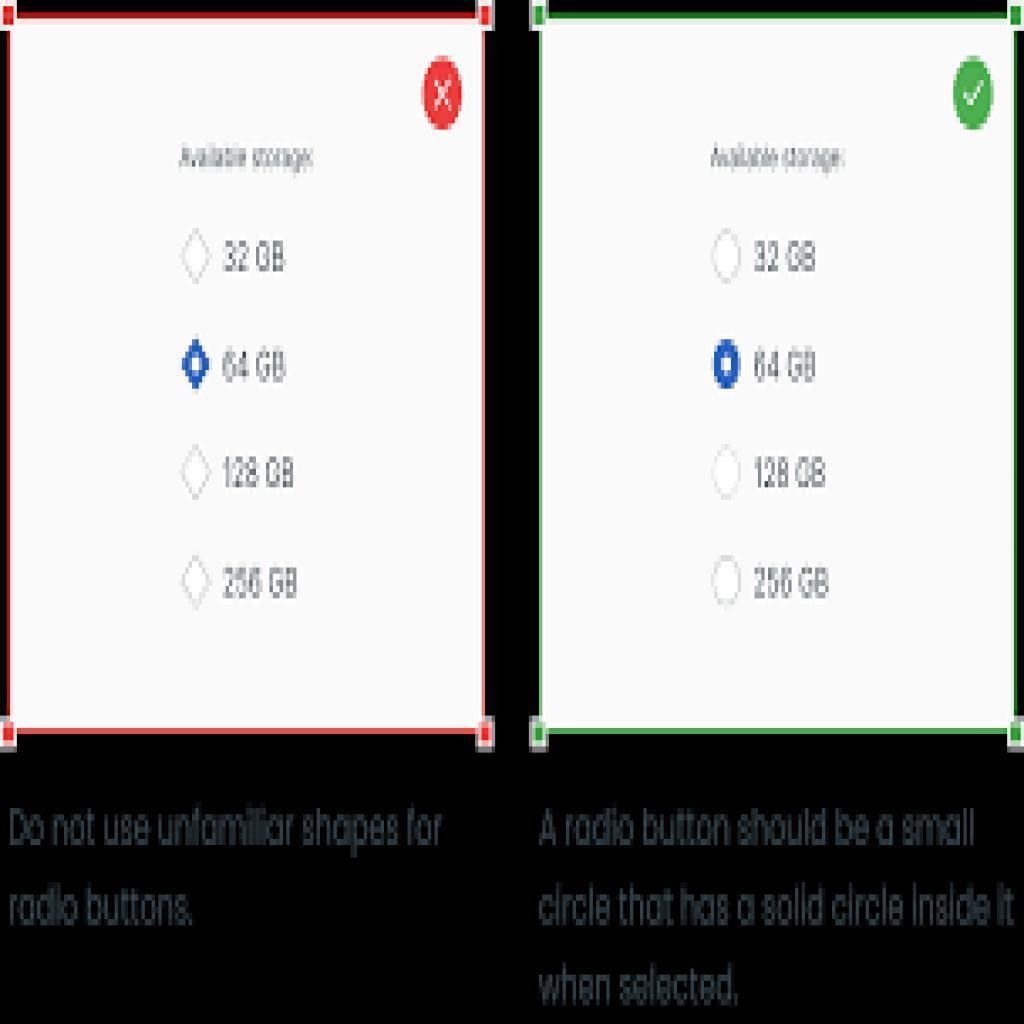 Available storage:
32 GB
64 GB
128 GB
256 GB
Do not use unfamiliar shapes for
radio buttons.
Available storage:
32 GB
64 GB
128 GB
256 GB
A radio button should be a small
circle that has a solid circle inside it
when selected.